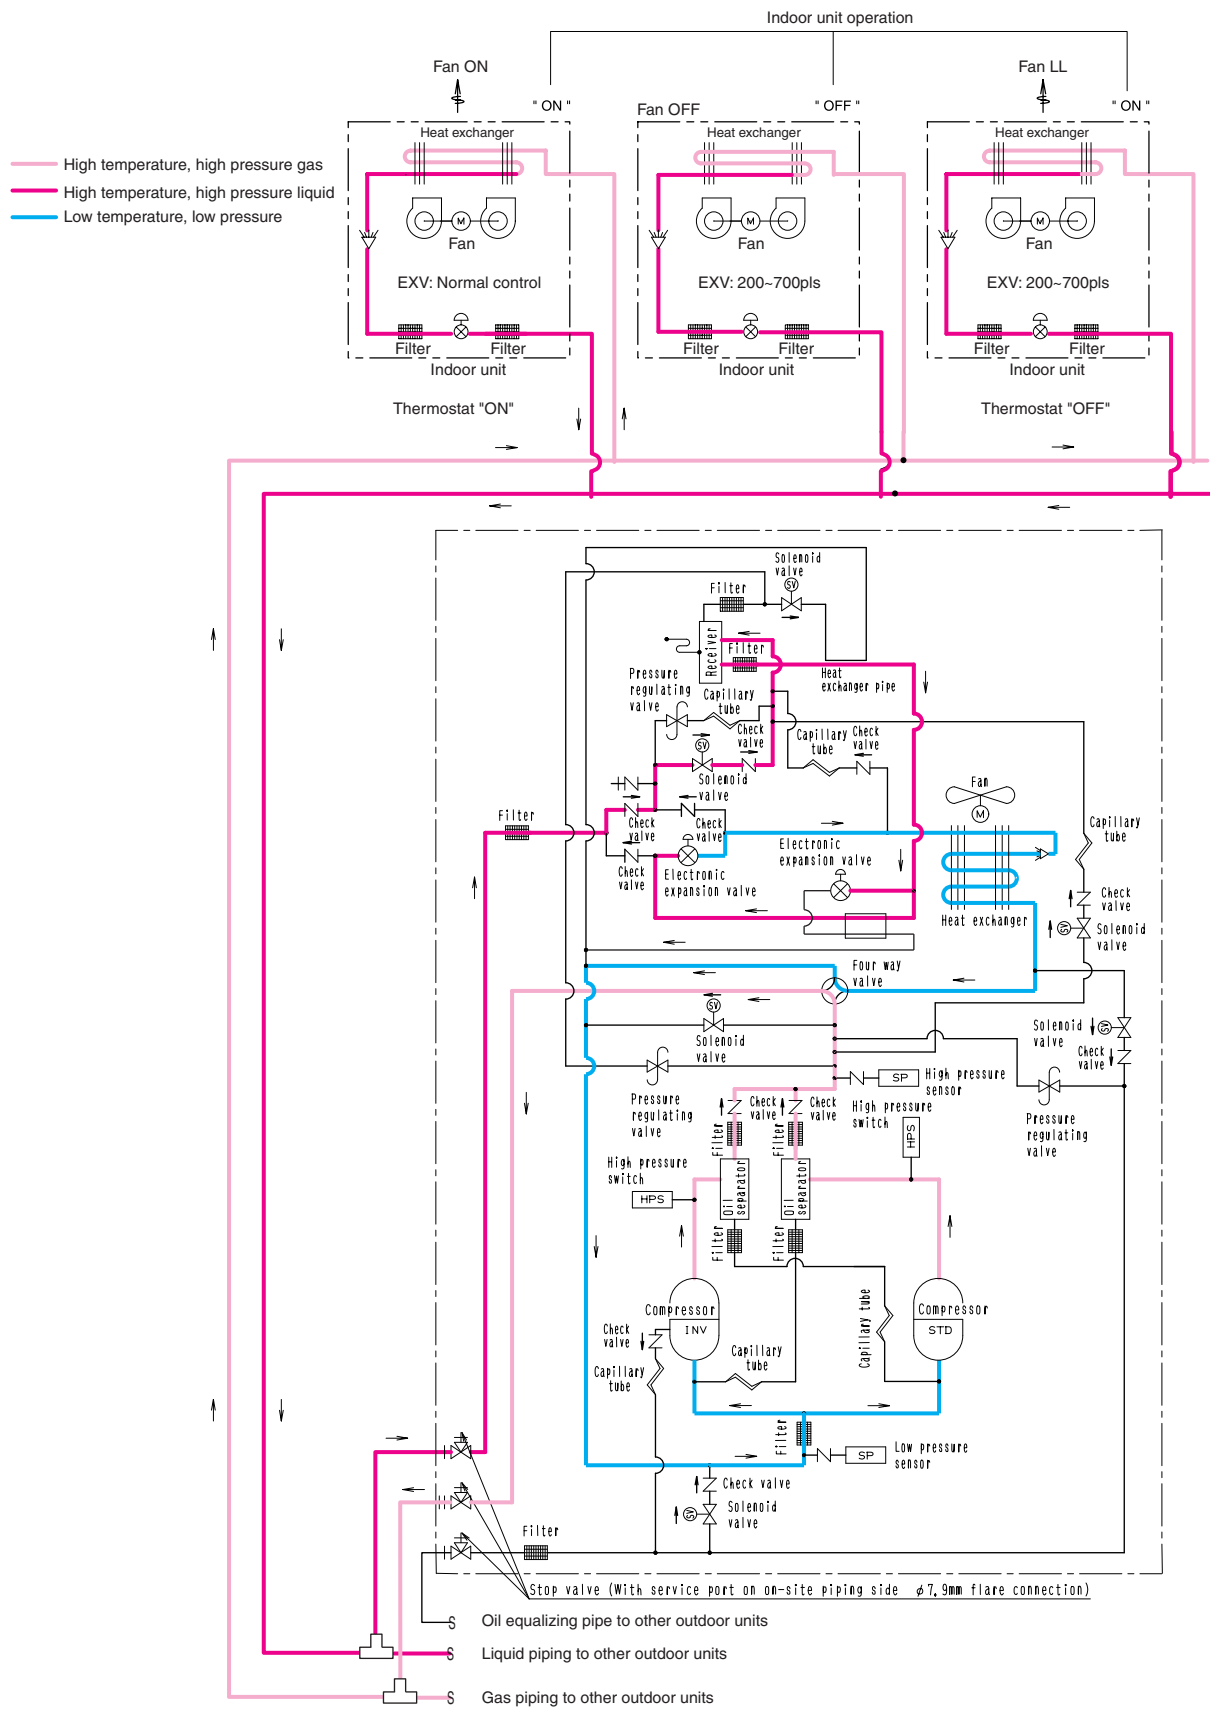 Indoor unit operation
Fan ON
Fan LL
" ON "
Fan OFF
" OFF "
" ON "
Heat exchanger
Heat exchanger
Heat exchanger
High temperature, high pressure gas
High temperature, high pressure liquid
Low temperature, low pressure
M
M
M
Fan
Fan
Fan
EXV: Normal control
EXV: 200~700pls
EXV: 200~700pls
Filter
Filter
Filter
Filter
Filter
Filter
Indoor unit
Indoor unit
Indoor unit
Thermostat "ON"
Thermostat "OFF"
Solenoid
valve
SV
Filter
Receiver
Filter
Heat
exchanger pipe
Pressure
regulating
valve
Capillary
tube
Check
valve
SV
Solenoid
valve
Capillary
tube
Check
valve
Fan
M
Filter
Check
valve
Check
valve
Electronic
expansion valve
Capillary
tube
Check
valve
Electronic
expansion valve
Heat exchanger
Check
valve
SV
Solenoid
valve
Four way
valve
SV
Solenoid
valve
Solenoid
valve
SV
Check
valve
SP
High pressure
sensor
Pressure
regulating
valve
Check
valve
Check
valve
High pressure
switch
HPS
Pressure
regulating
valve
Filter
Filter
High pressure
switch
HPS
Oil
separator
Oil
separator
Filter
Filter
Compressor
INV
Compressor
STD
Check
valve
Capillary
tube
Capillary
tube
Capillary tube
Filter
SP
Low pressure
sensor
Check valve
SV
Solenoid
valve
Filter
Stop valve (With service port on on-site piping side ϕ7.9mm flare connection)
S
Oil equalizing pipe to other outdoor units
S
Liquid piping to other outdoor units
S
Gas piping to other outdoor units